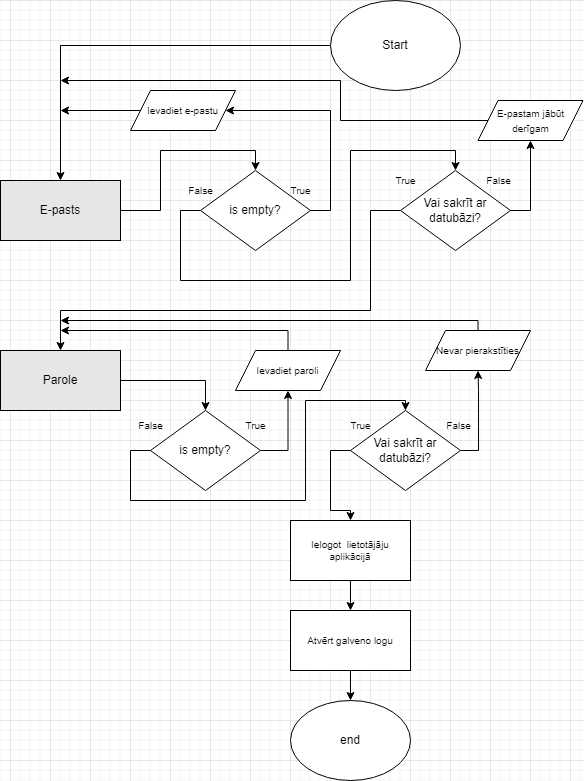 Start
Ievadiet e-pastu
E-pastam jābūt
derīgam
E-pasts
False
is empty?
True
True
Vai sakrīt ar
datubāzi?
False
Parole
Ievadiet paroli
Nevar pierakstīties
False
is empty?
True
True
Vai sakrīt ar
datubāzi?
False
Ielogot lietotājāju
aplikācijā
Atvērt galveno logu
end